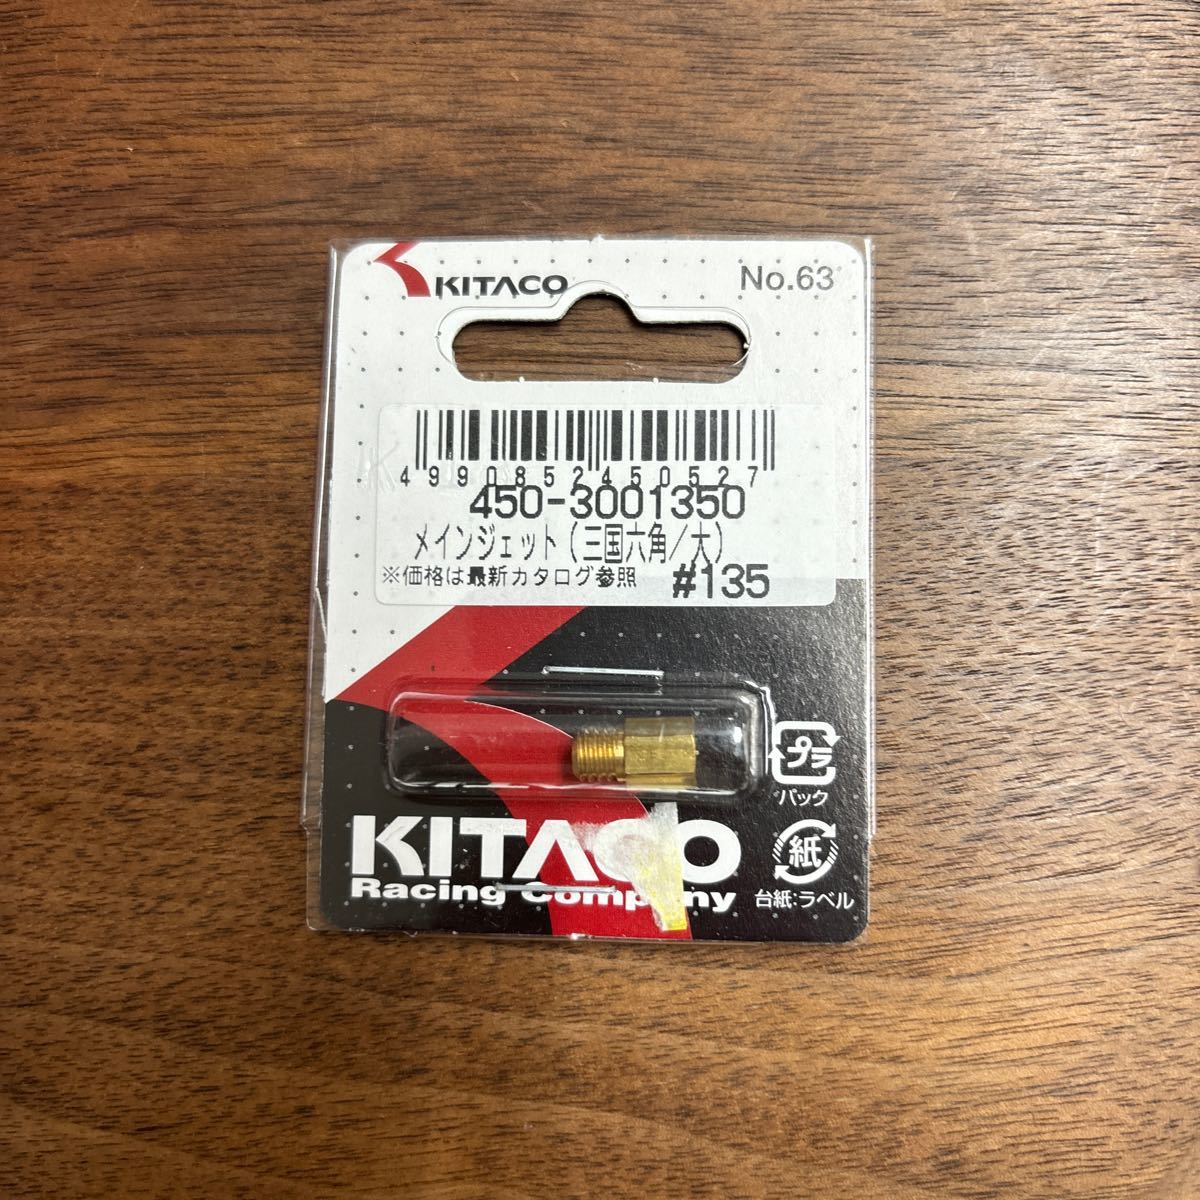 KITACO
No.63
4990852450527
450-3001350
メインジェット(三国六角/大)
※価格は最新カタログ参照 #135
プラ
パック
KITACO
Racing Company
紙
台紙:ラベル